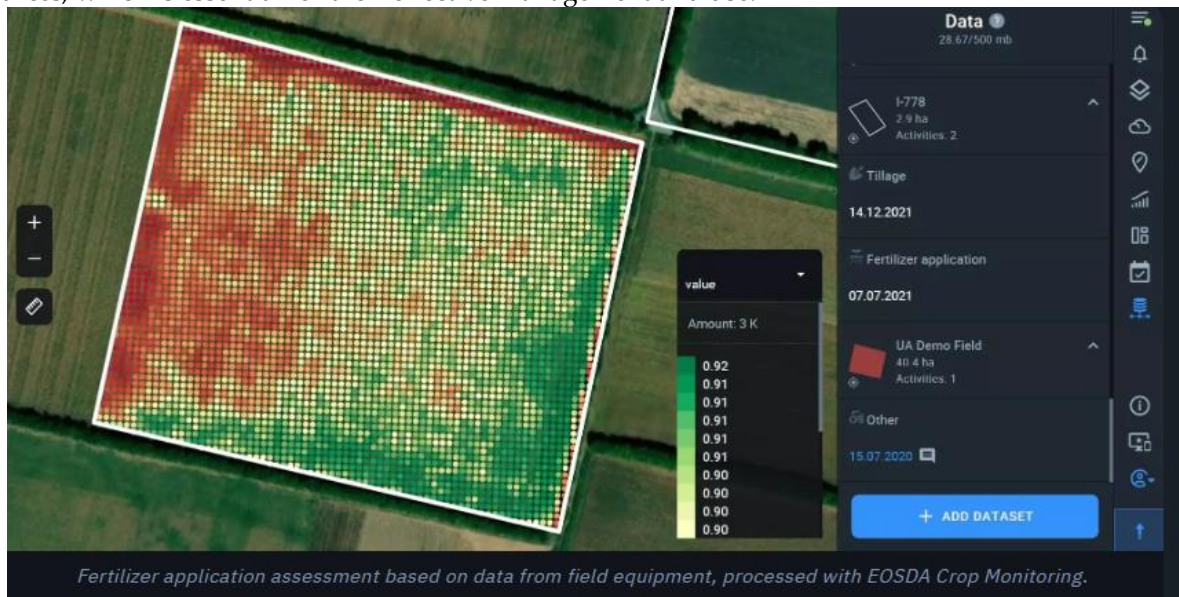 Data
28.67/500 mb
I-778
2.9 ha
Activities: 2
Tillage
14.12.2021
Fertilizer application
07.07.2021
UA Demo Field
40.4 ha
Activities: 1
Other
15.07.2020
+ ADD DATASET
+
−
value
Amount: 3 K
0.92
0.91
0.91
0.91
0.91
0.91
0.90
0.90
0.90
0.90
Fertilizer application assessment based on data from field equipment, processed with EOSDA Crop Monitoring.